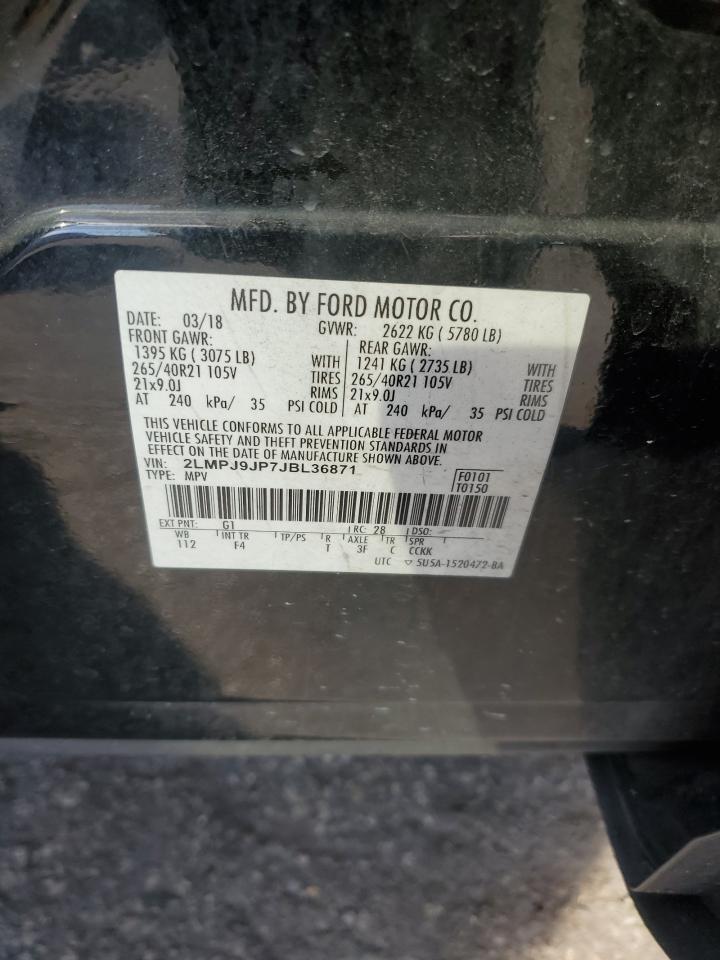 MFD. BY FORD MOTOR CO.
DATE: 03/18 GVWR: 2622 KG ( 5780 LB)
FRONT GAWR: REAR GAWR:
1395 KG ( 3075 LB) WITH 1241 KG ( 2735 LB) WITH
265/40R21 105V TIRES 265/40R21 105V TIRES
21x9.0J RIMS 21x9.0J RIMS
AT 240 kPa/ 35 PSI COLD AT 240 kPa/ 35 PSI COLD
THIS VEHICLE CONFORMS TO ALL APPLICABLE FEDERAL MOTOR
VEHICLE SAFETY AND THEFT PREVENTION STANDARDS IN
EFFECT ON THE DATE OF MANUFACTURE SHOWN ABOVE.
VIN: 2LMPJ9JP7JBL36871 F0101
TYPE: MPV T0150
EXT PNT: G1 RC: 28 DSO:
WB INT TR TP/PS R AXLE TR SPR
112 F4 T 3F C CCKK
UTC ▽ 5U5A-1520472-BA